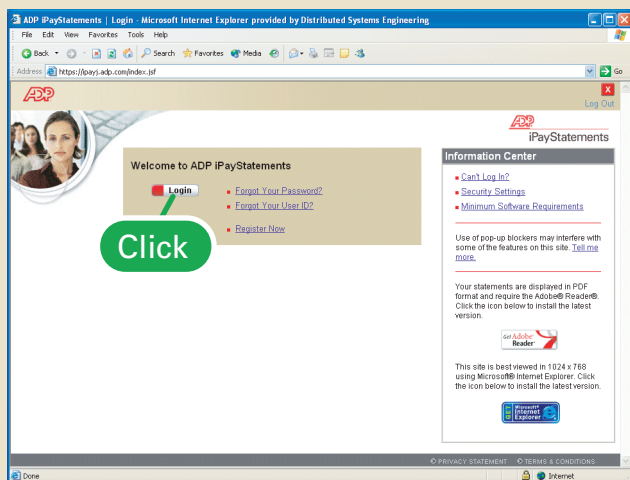 ADP iPayStatements | Login - Microsoft Internet Explorer provided by Distributed Systems Engineering
File Edit View Favorites Tools Help
Back Search Favorites Media
Address https://ipayj.adp.com/index.jsf Go
ADP
X
Log Out
ADP
iPayStatements
Welcome to ADP iPayStatements
Login
Forgot Your Password?
Forgot Your User ID?
Register Now
Click
Information Center
Can't Log In?
Security Settings
Minimum Software Requirements
Use of pop-up blockers may interfere with
some of the features on this site. Tell me
more.
Your statements are displayed in PDF
format and require the Adobe® Reader®.
Click the icon below to install the latest
version.
Get Adobe
Reader
This site is best viewed in 1024 x 768
using Microsoft® Internet Explorer. Click
the icon below to install the latest version.
GET
Microsoft
Internet
Explorer
© PRIVACY STATEMENT © TERMS & CONDITIONS
Done
Internet